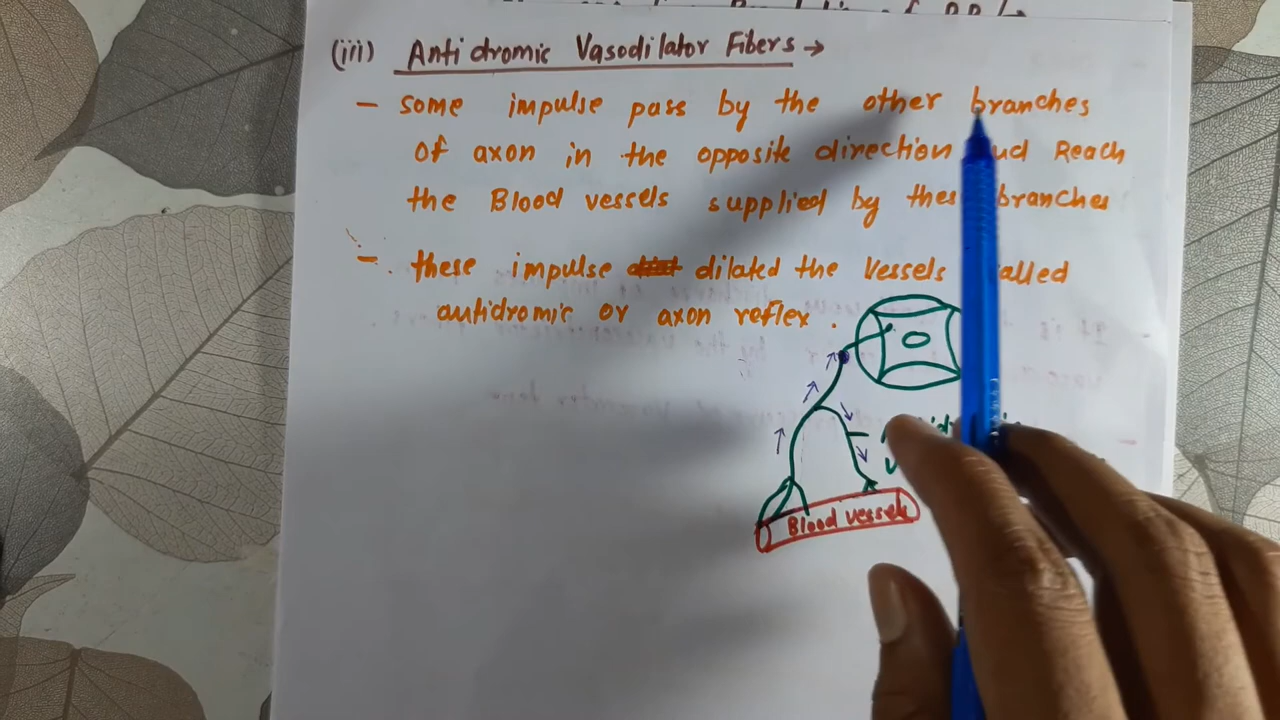 (iii) Antidromic Vasodilator Fibers →
- some impulse pass by the other branches
of axon in the opposite direction and Reach
the Blood vessels supplied by these branches
- these impulse dilated the vessels called
antidromic or axon reflex.
Blood vessels